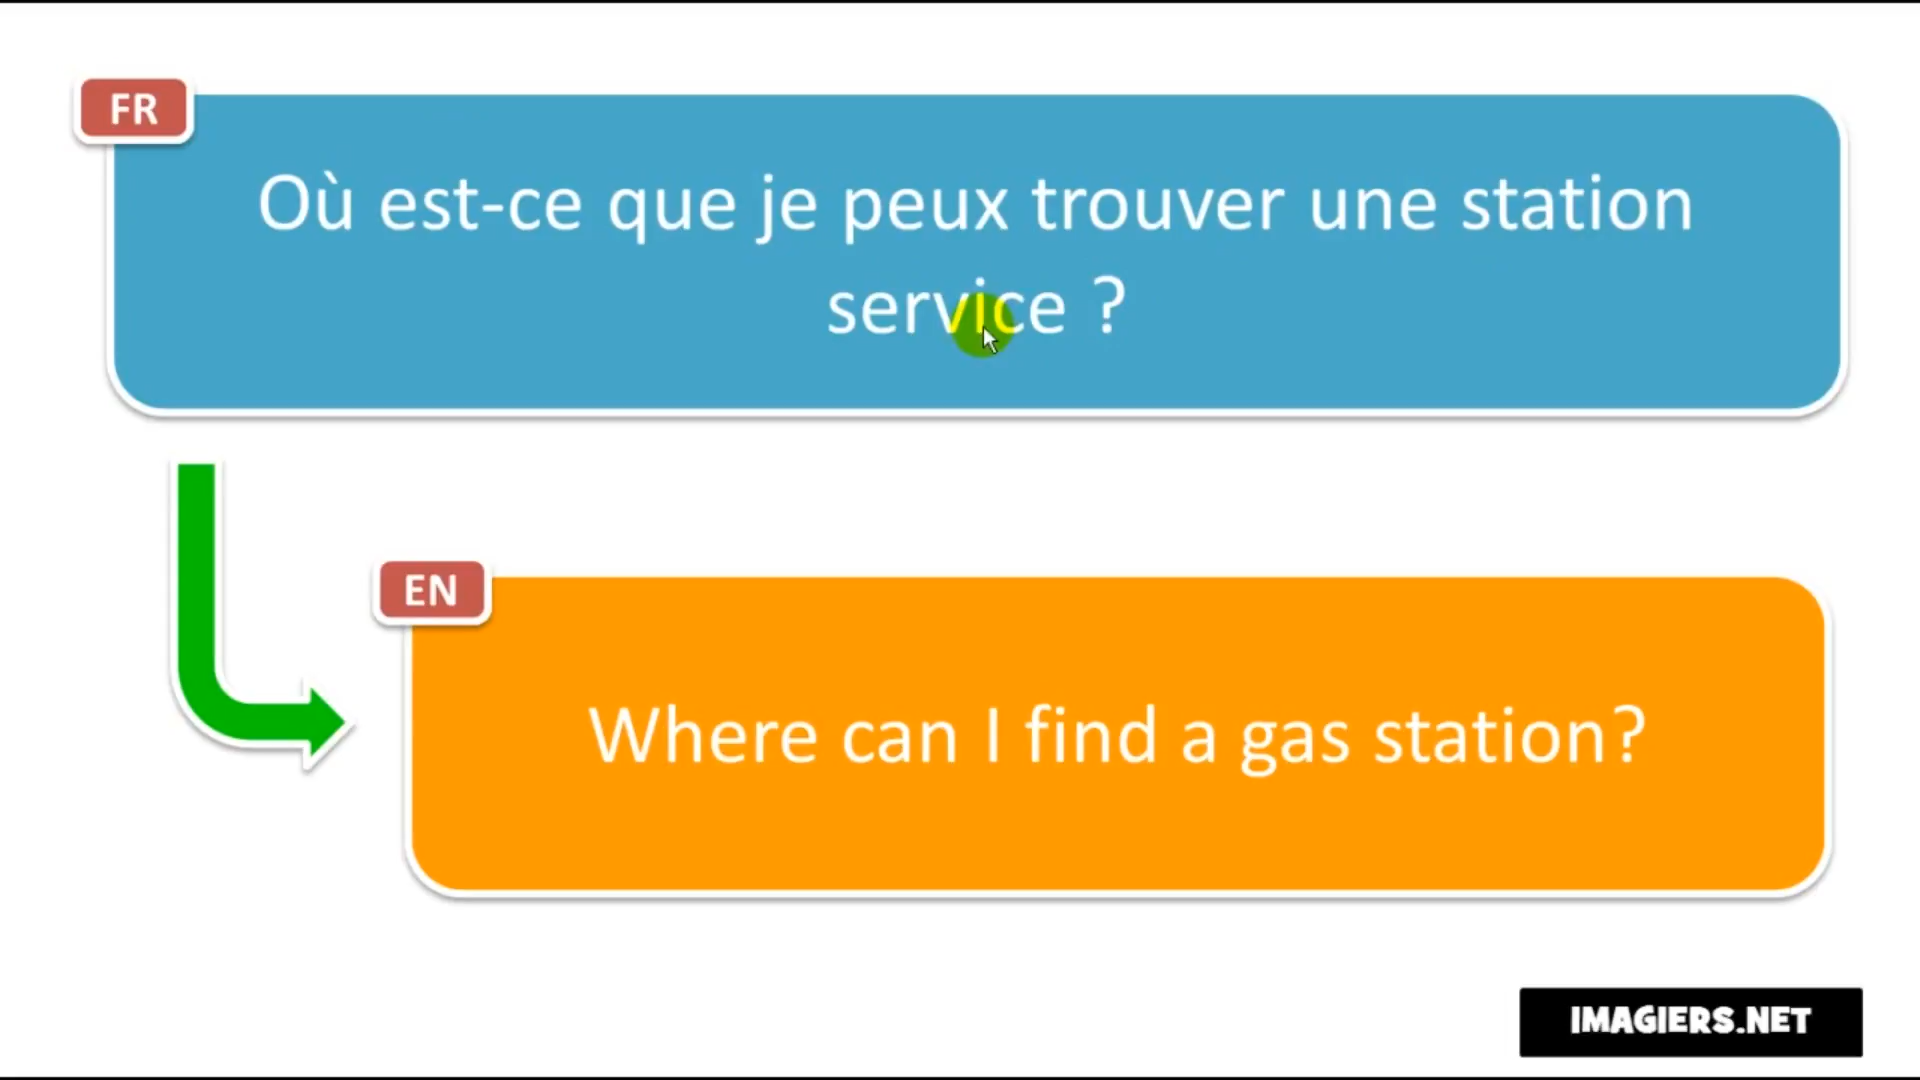 FR
Où est-ce que je peux trouver une station
service ?
EN
Where can I find a gas station?
IMAGIERS.NET